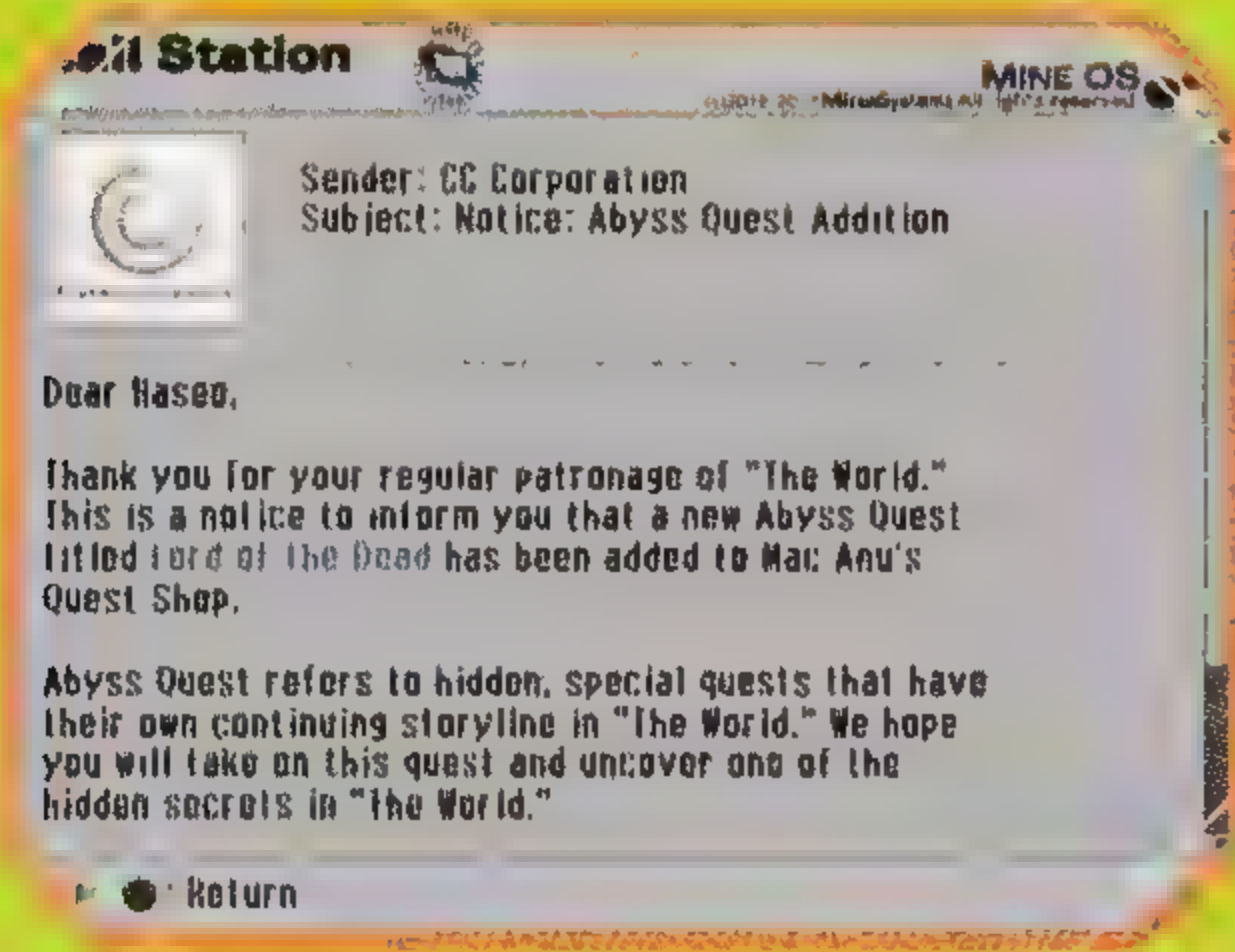 Station
MINE OS
Sender: CC Corporation
Subject: Notice: Abyss Quest Addition
Dear Haseo,
Thank you for your regular patronage of "The World."
This is a notice to inform you that a new Abyss Quest
titled Lord of the Dead has been added to Mac Anu's
Quest Shop.
Abyss Quest refers to hidden, special quests that have
their own continuing storyline in "The World." We hope
you will take on this quest and uncover one of the
hidden secrets in "The World."
: Return